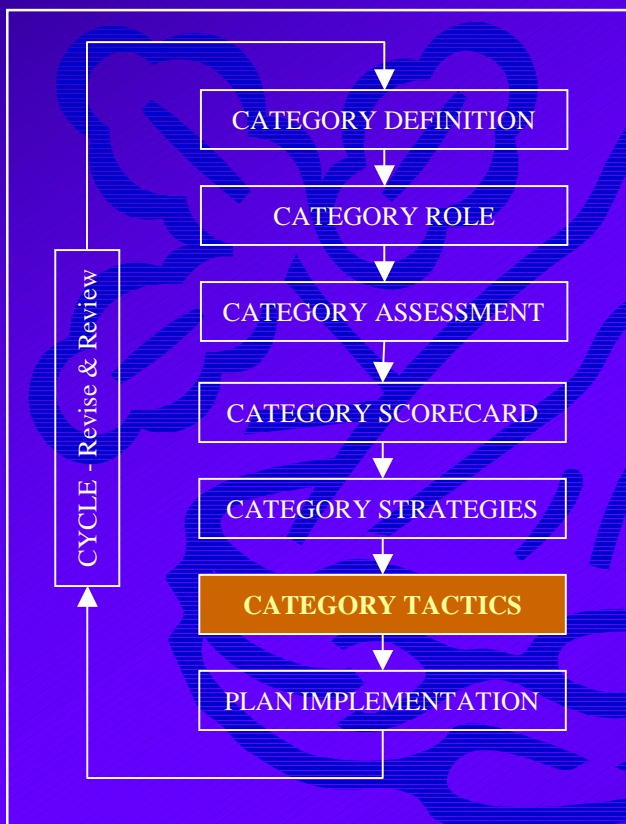 CATEGORY DEFINITION
CATEGORY ROLE
CATEGORY ASSESSMENT
CATEGORY SCORECARD
CATEGORY STRATEGIES
CATEGORY TACTICS
PLAN IMPLEMENTATION
CYCLE - Revise & Review